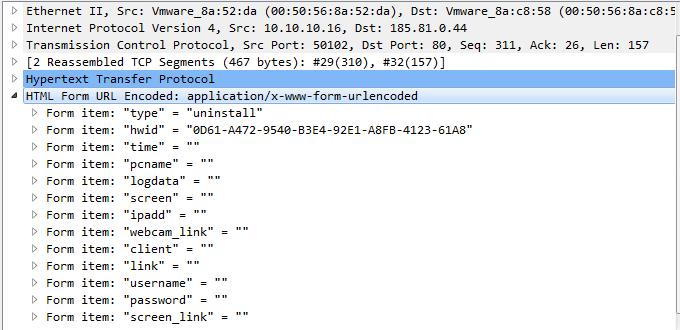 Ethernet II, Src: Vmware_8a:52:da (00:50:56:8a:52:da), Dst: Vmware_8a:c8:58 (00:50:56:8a:c8:5
Internet Protocol Version 4, Src: 10.10.10.16, Dst: 185.81.0.44
Transmission Control Protocol, Src Port: 50102, Dst Port: 80, Seq: 311, Ack: 26, Len: 157
[2 Reassembled TCP Segments (467 bytes): #29(310), #32(157)]
Hypertext Transfer Protocol
HTML Form URL Encoded: application/x-www-form-urlencoded
Form item: "type" = "uninstall"
Form item: "hwid" = "0D61-A472-9540-B3E4-92E1-A8FB-4123-61A8"
Form item: "time" = ""
Form item: "pcname" = ""
Form item: "logdata" = ""
Form item: "screen" = ""
Form item: "ipadd" = ""
Form item: "webcam_link" = ""
Form item: "client" = ""
Form item: "link" = ""
Form item: "username" = ""
Form item: "password" = ""
Form item: "screen_link" = ""